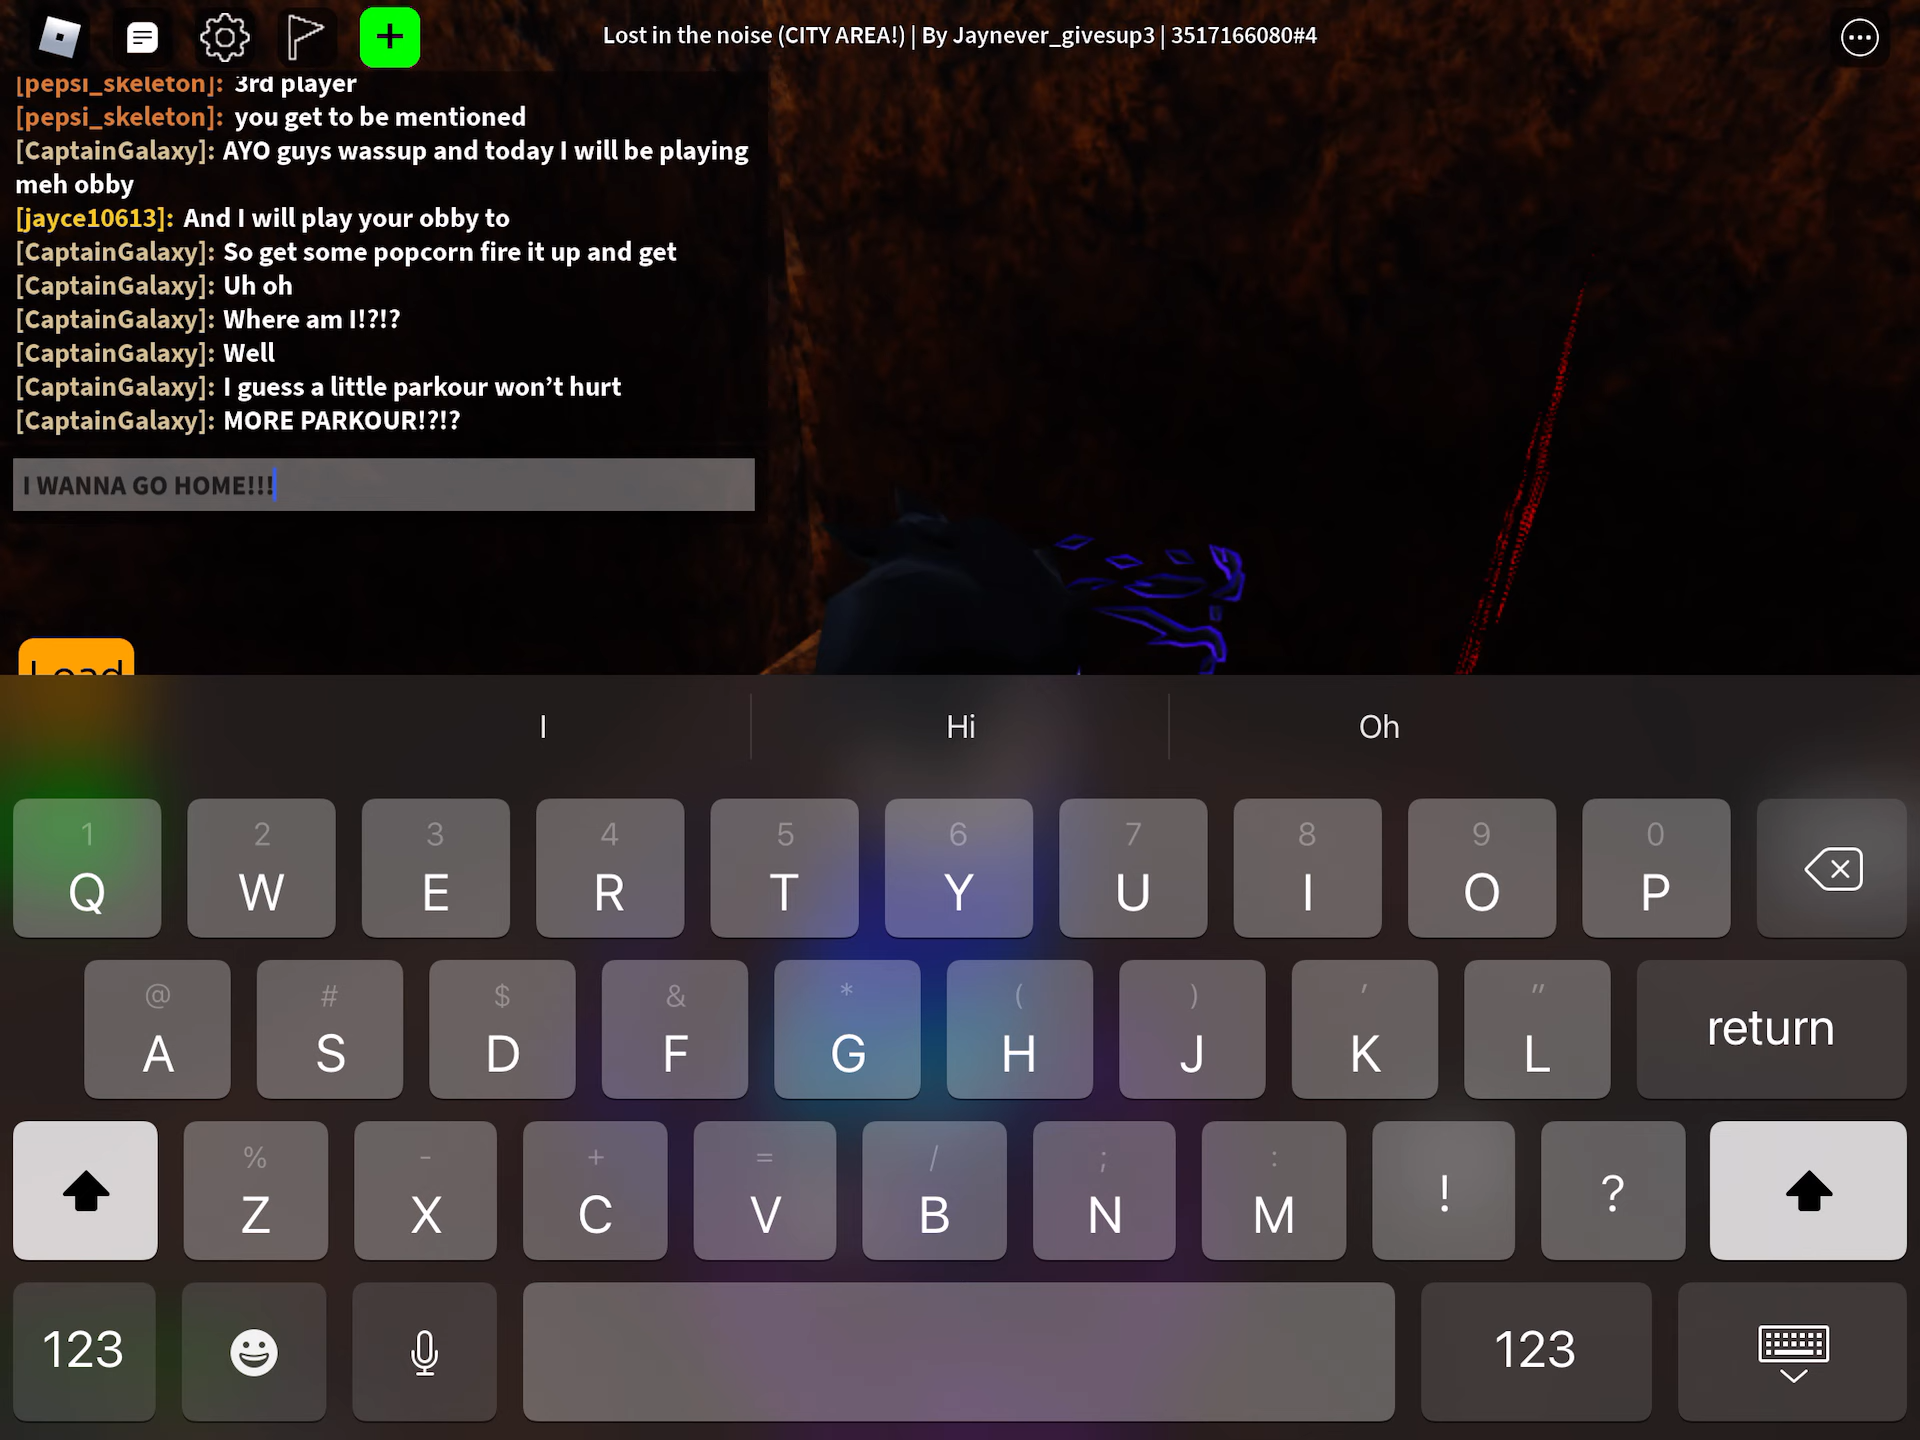 Lost in the noise (CITY AREA!) | By Jaynever_givesup3 | 3517166080#4
[pepsi_skeleton]: 3rd player
[pepsi_skeleton]: you get to be mentioned
[CaptainGalaxy]: AYO guys wassup and today I will be playing
meh obby
[jayce10613]: And I will play your obby to
[CaptainGalaxy]: So get some popcorn fire it up and get
[CaptainGalaxy]: Uh oh
[CaptainGalaxy]: Where am I!?!?
[CaptainGalaxy]: Well
[CaptainGalaxy]: I guess a little parkour won’t hurt
[CaptainGalaxy]: MORE PARKOUR!?!?
I WANNA GO HOME!!!
Load
I Hi Oh
1 2 3 4 5 6 7 8 9 0
Q W E R T Y U I O P
@ # $ & * ( ) ' "
A S D F G H J K L return
% - + = / ; :
Z X C V B N M ! ?
123 123